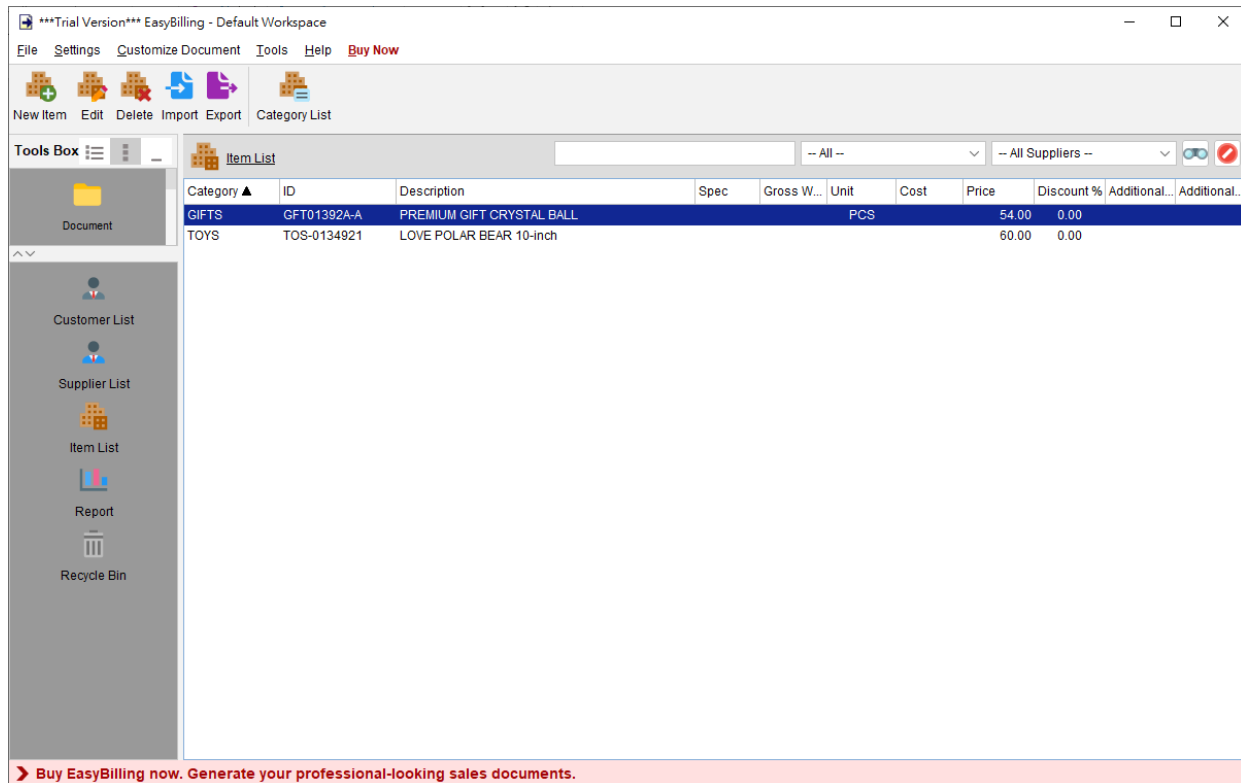 ***Trial Version*** EasyBilling - Default Workspace
File Settings Customize Document Tools Help Buy Now
New Item Edit Delete Import Export Category List
Tools Box
Item List
-- All --
-- All Suppliers --
Document
Category ▲ ID Description Spec Gross W... Unit Cost Price Discount % Additional... Additional...
GIFTS GFT01392A-A PREMIUM GIFT CRYSTAL BALL PCS 54.00 0.00
TOYS TOS-0134921 LOVE POLAR BEAR 10-inch 60.00 0.00
Customer List
Supplier List
Item List
Report
Recycle Bin
Buy EasyBilling now. Generate your professional-looking sales documents.